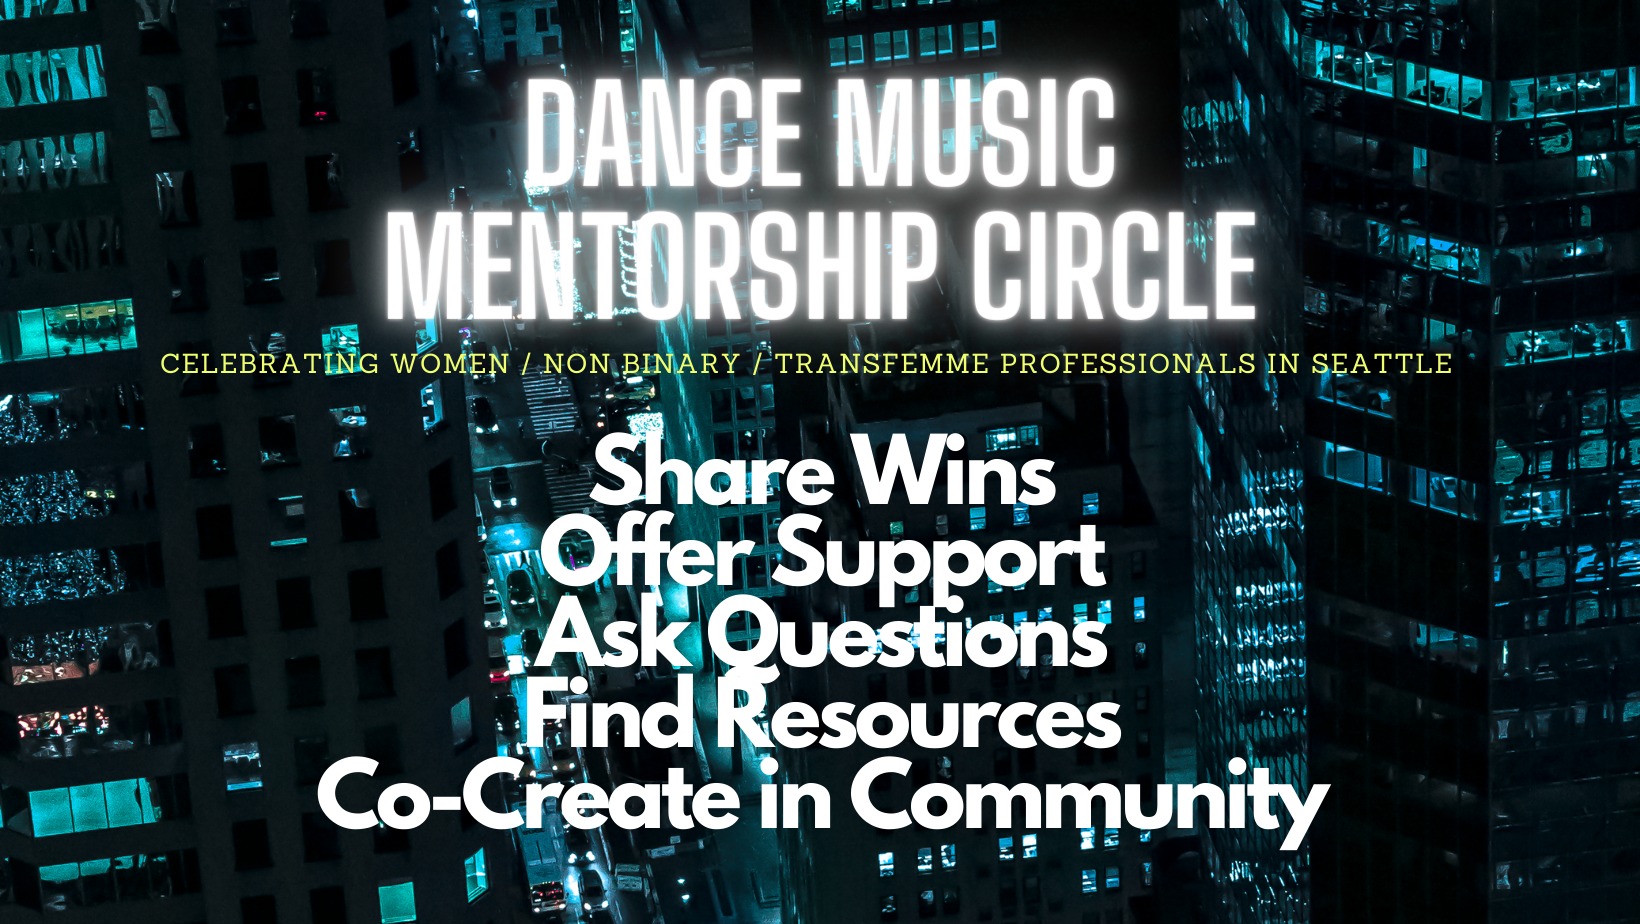 DANCE MUSIC
MENTORSHIP CIRCLE
CELEBRATING WOMEN / NON BINARY / TRANSFEMME PROFESSIONALS IN SEATTLE
Share Wins
Offer Support
Ask Questions
Find Resources
Co-Create in Community